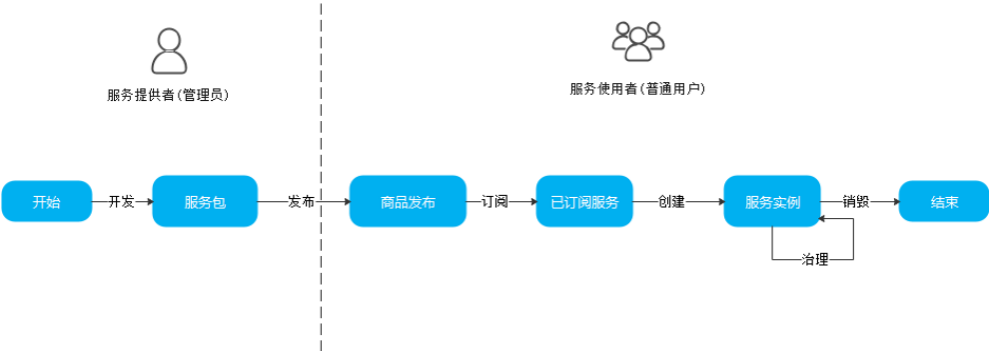 服务提供者(管理员)
服务使用者(普通用户)
开始
开发
服务包
发布
商品发布
订阅
已订阅服务
创建
服务实例
销毁
结束
治理